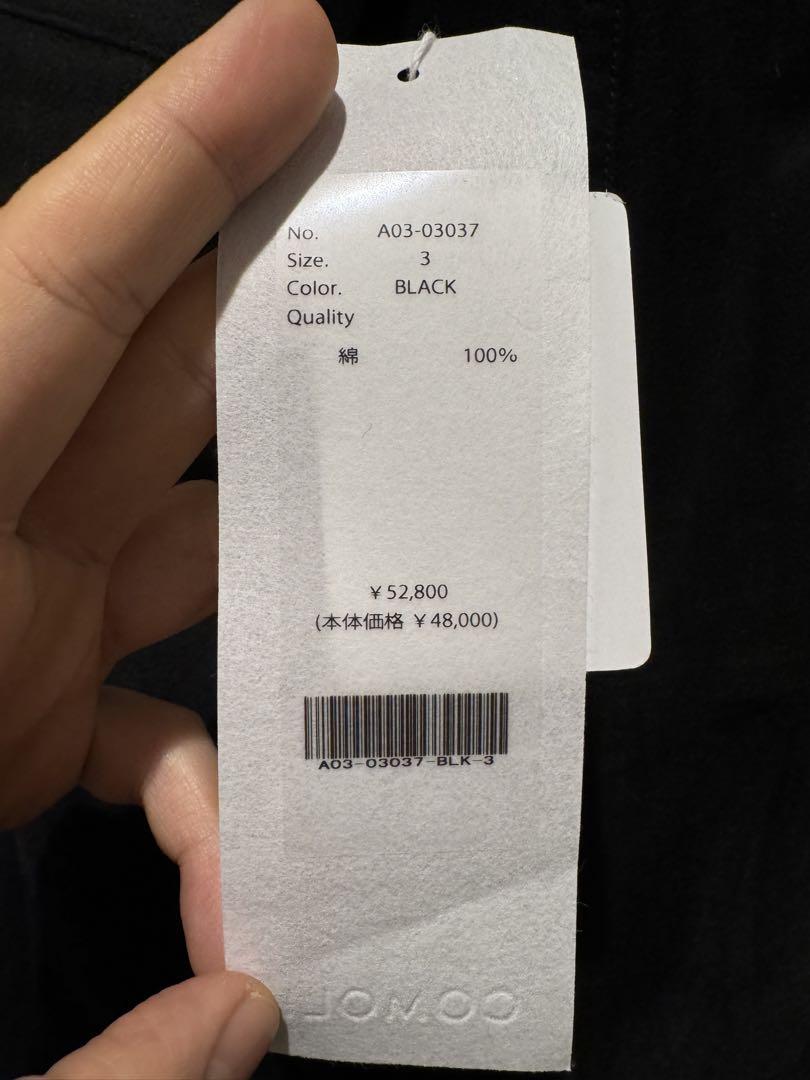 No. A03-03037
Size. 3
Color. BLACK
Quality
綿 100%
¥52,800
(本体価格 ¥48,000)
A03-03037-BLK-3
COMOLI